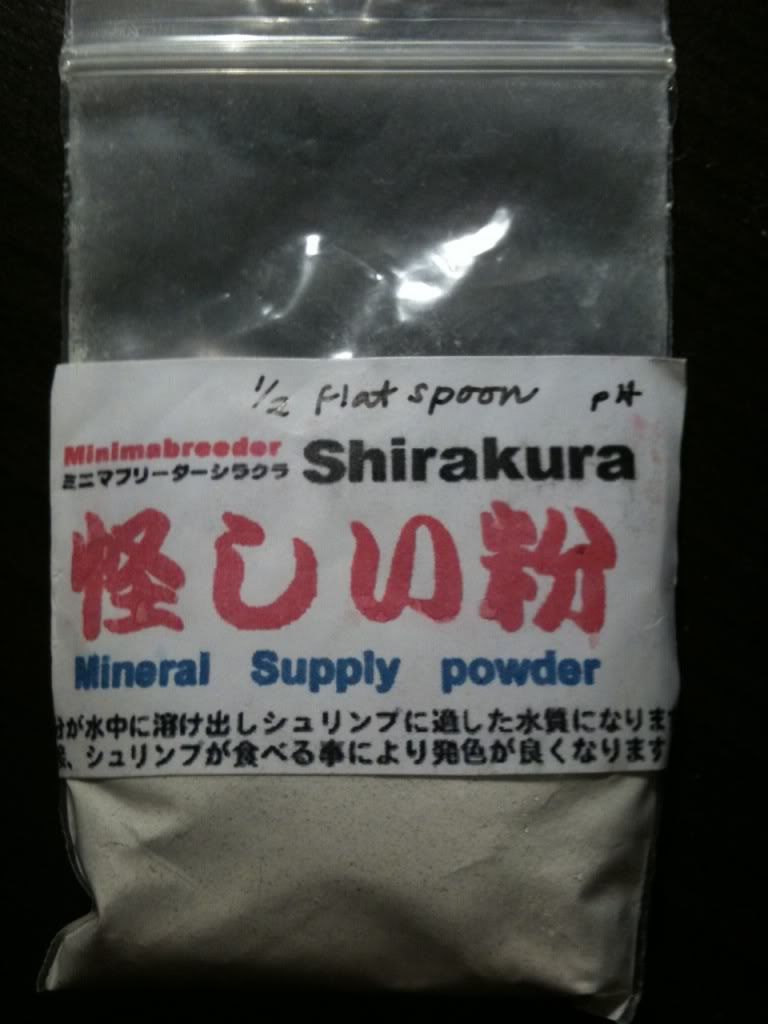 1/2 flat spoon pH
Minimabreeder
ミニマブリーダーシラクラ
Shirakura
怪しい粉
Mineral Supply powder
分が水中に溶け出しシュリンプに適した水質になりま
、シュリンプが食べる事により発色が良くなります